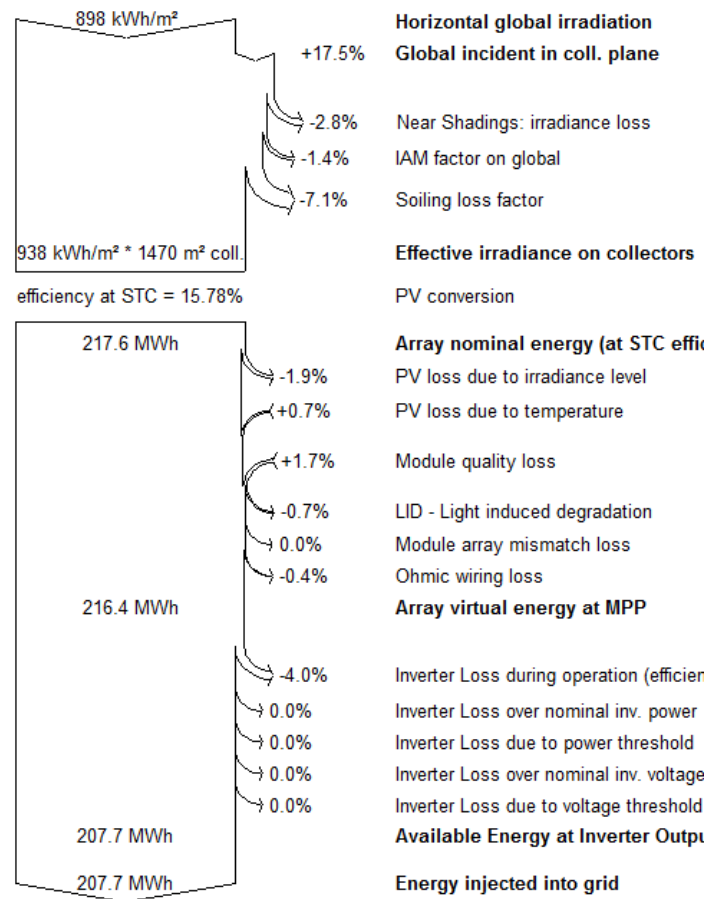 898 kWh/m² Horizontal global irradiation
+17.5% Global incident in coll. plane
-2.8% Near Shadings: irradiance loss
-1.4% IAM factor on global
-7.1% Soiling loss factor
938 kWh/m² * 1470 m² coll. Effective irradiance on collectors
efficiency at STC = 15.78% PV conversion
217.6 MWh Array nominal energy (at STC effic
-1.9% PV loss due to irradiance level
+0.7% PV loss due to temperature
+1.7% Module quality loss
-0.7% LID - Light induced degradation
0.0% Module array mismatch loss
-0.4% Ohmic wiring loss
216.4 MWh Array virtual energy at MPP
-4.0% Inverter Loss during operation (efficien
0.0% Inverter Loss over nominal inv. power
0.0% Inverter Loss due to power threshold
0.0% Inverter Loss over nominal inv. voltage
0.0% Inverter Loss due to voltage threshold
207.7 MWh Available Energy at Inverter Outpu
207.7 MWh Energy injected into grid